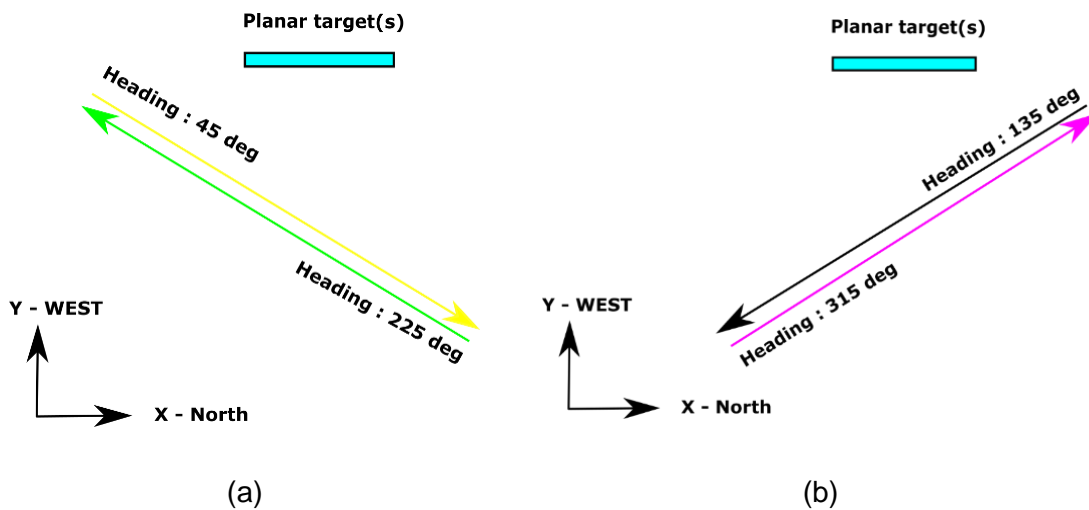 Planar target(s)
Heading : 45 deg
Heading : 225 deg
Y - WEST
X - North
(a)
Planar target(s)
Heading : 135 deg
Heading : 315 deg
Y - WEST
X - North
(b)